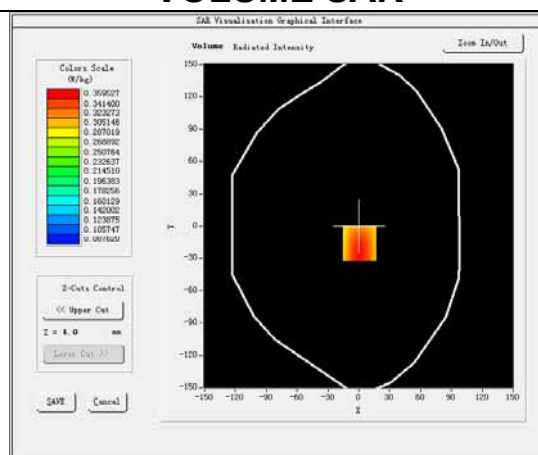 VOLUME SAR
SAR Visualisation Graphical Interface
Volume Radiated Intensity
Zoom In/Out
Colors Scale
(W/kg)
0.359527
0.341400
0.323273
0.305146
0.287019
0.268892
0.250764
0.232637
0.214510
0.196383
0.178256
0.160129
0.142002
0.123875
0.105747
0.087620
Z-Cuts Control
<< Upper Cut
Z = 4.0 mm
Lower Cut >>
SAVE Cancel
150
120
90
60
30
0
-30
-60
-90
-120
-150
Y
-150 -120 -90 -60 -30 0 30 60 90 120 150
X